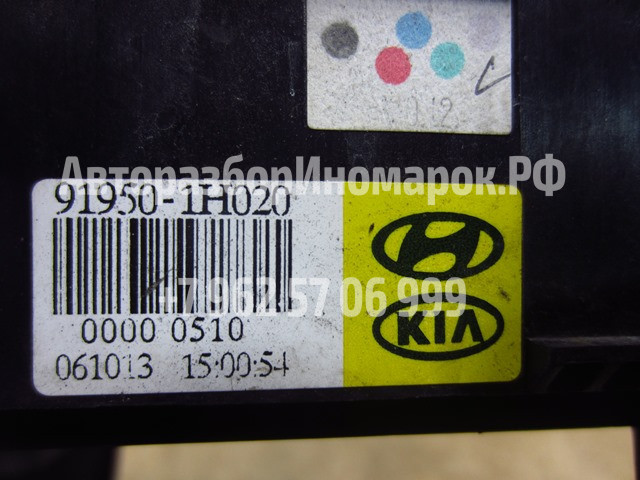 АвторазборИномарок.РФ
91950-1H020
+7 962 57 06 999
KIA
0000 0510
061013 15:00:54